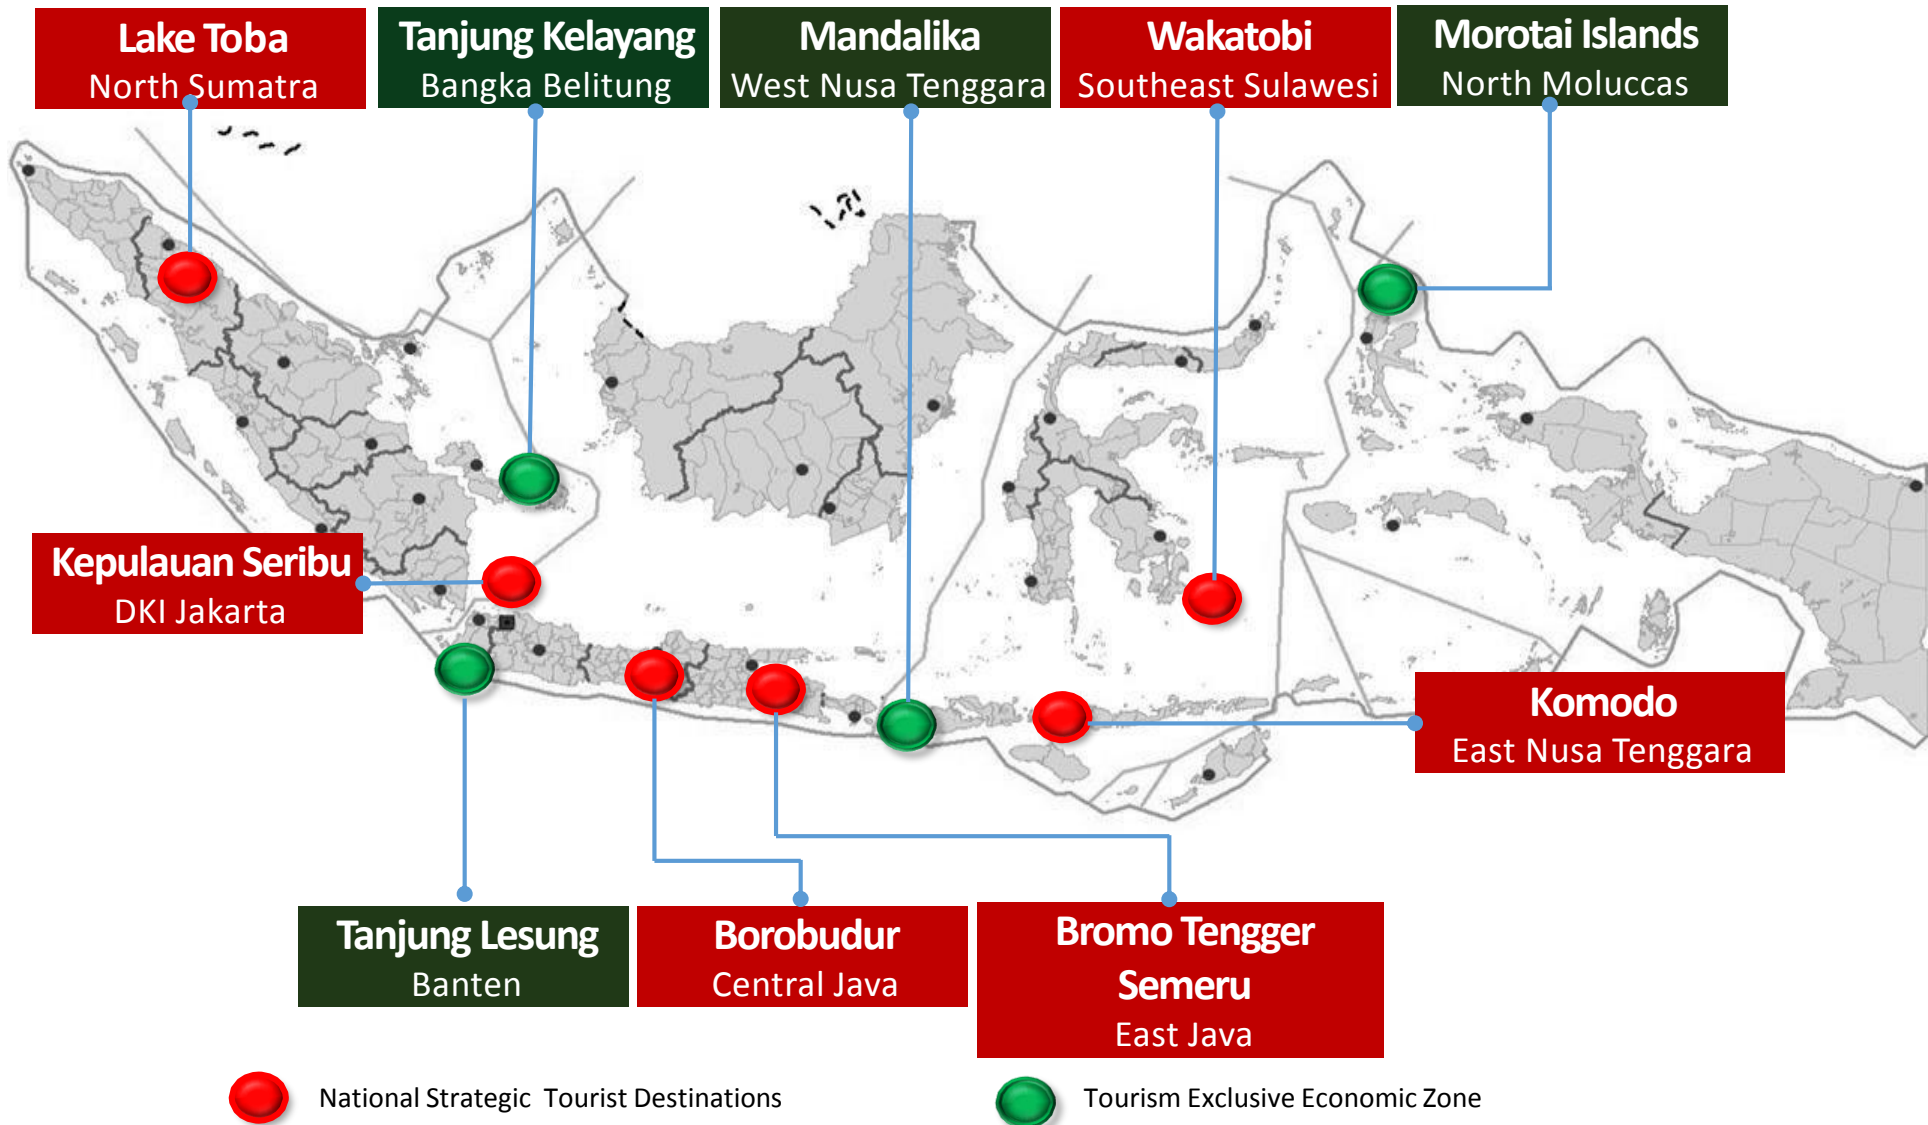 Lake Toba
North Sumatra
Tanjung Kelayang
Bangka Belitung
Mandalika
West Nusa Tenggara
Wakatobi
Southeast Sulawesi
Morotai Islands
North Moluccas
Kepulauan Seribu
DKI Jakarta
Komodo
East Nusa Tenggara
Tanjung Lesung
Banten
Borobudur
Central Java
Bromo Tengger
Semeru
East Java
National Strategic Tourist Destinations
Tourism Exclusive Economic Zone